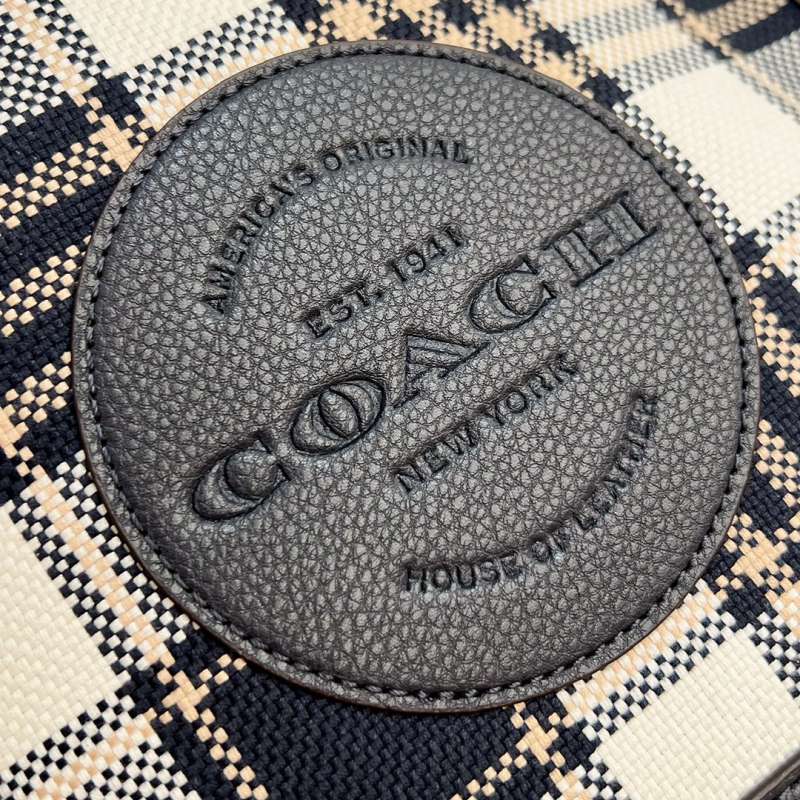 AMERICA'S ORIGINAL
EST. 1941
COACH
NEW YORK
HOUSE OF LEATHER